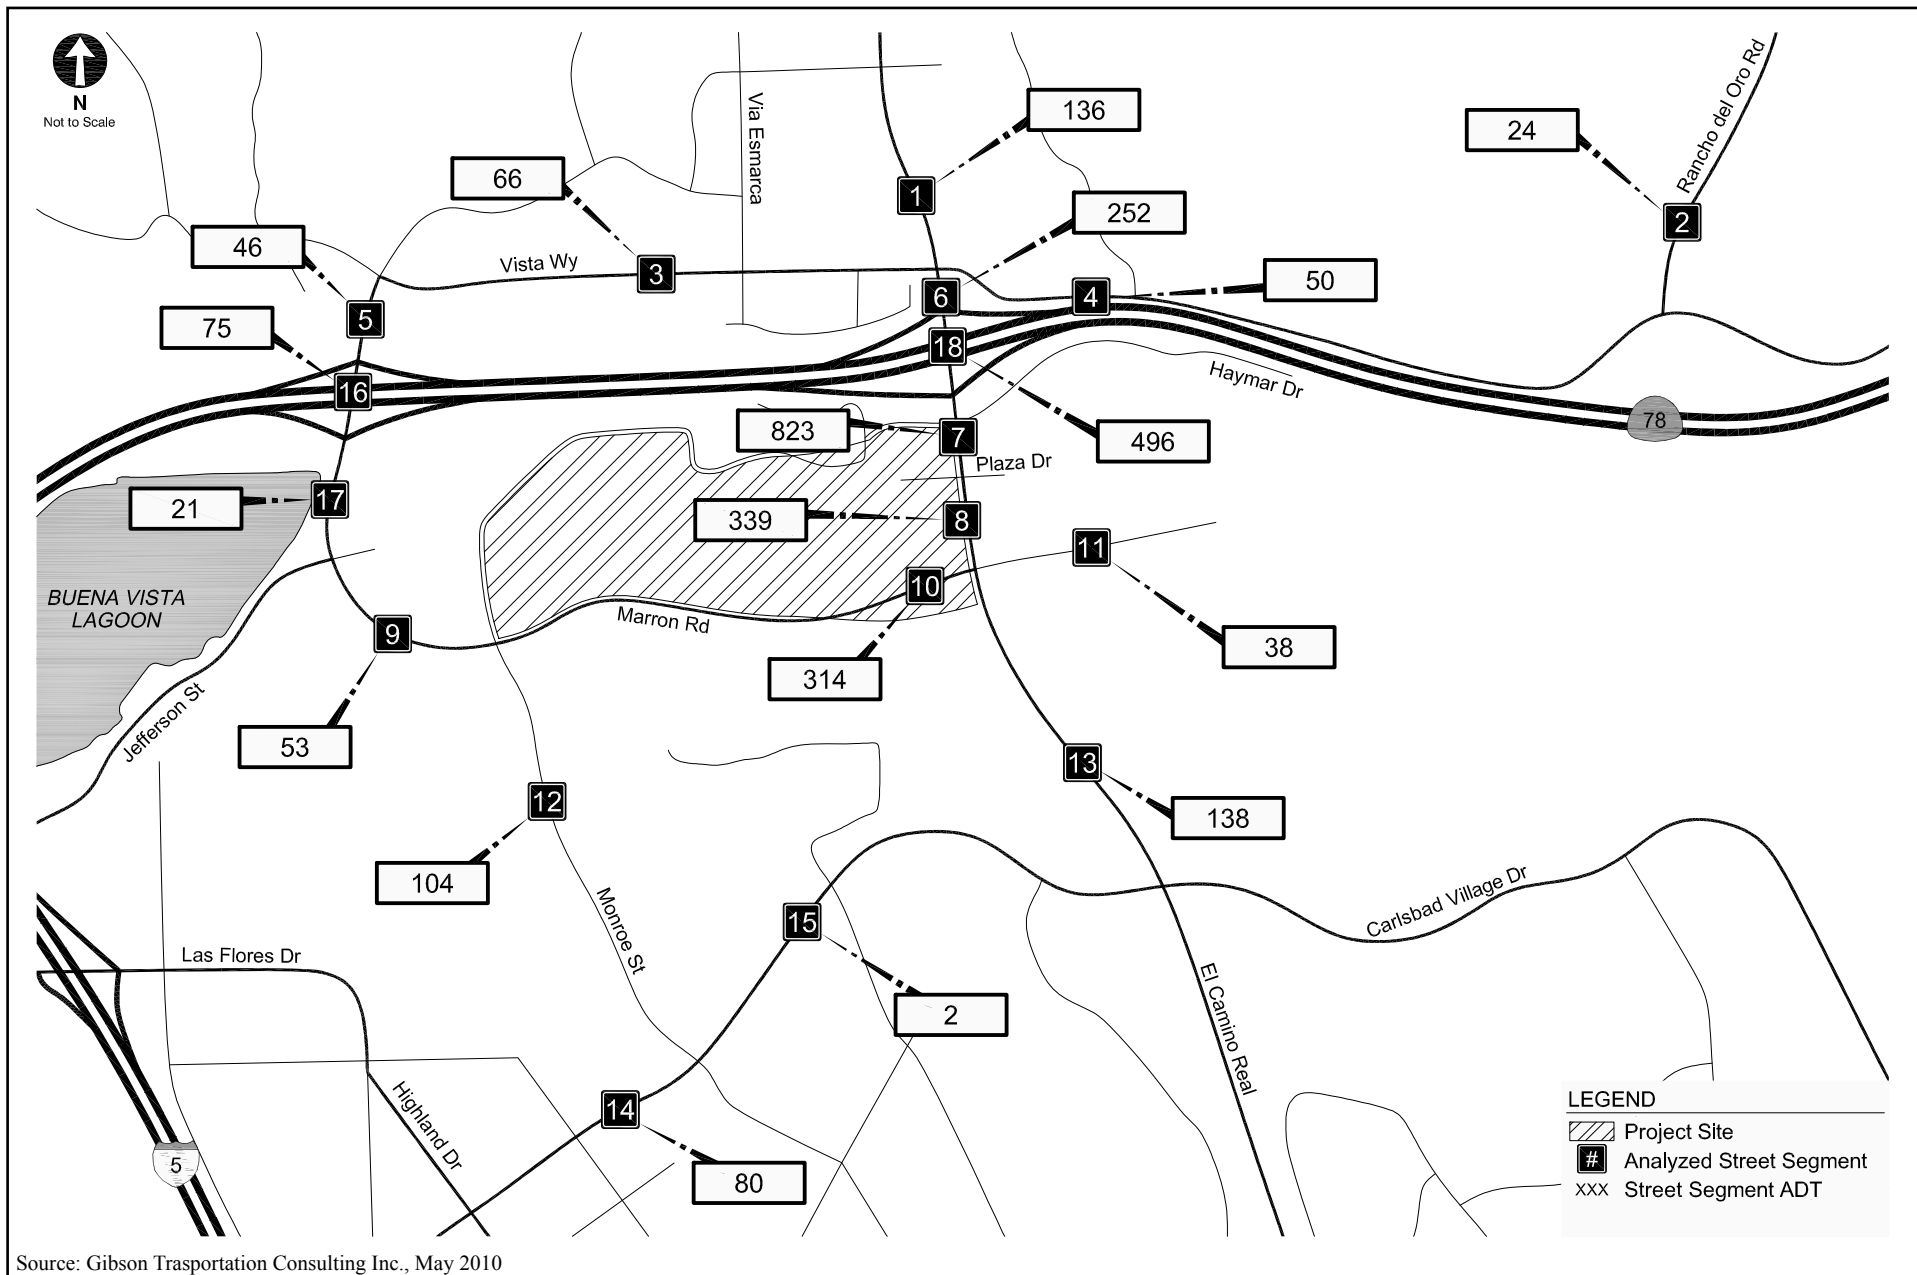 N
Not to Scale
Via Esmarca
136
24
Rancho del Oro Rd
66
1
252
2
46
Vista Wy
3
50
6
4
75
5
18
16
Haymar Dr
823
7
496
78
Plaza Dr
21
17
339
8
11
10
BUENA VISTA
LAGOON
Marron Rd
9
38
314
Jefferson St
53
13
12
138
104
Monroe St
15
Carlsbad Village Dr
Las Flores Dr
2
El Camino Real
Highland Dr
14
5
80
LEGEND
Project Site
# Analyzed Street Segment
XXX Street Segment ADT
Source: Gibson Trasportation Consulting Inc., May 2010